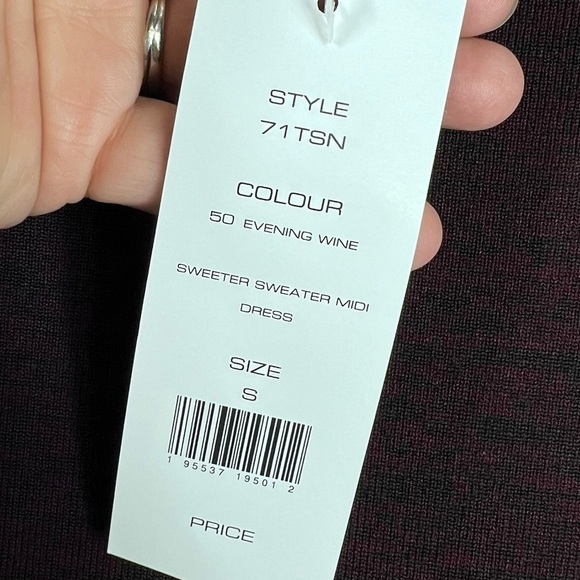 STYLE
71TSN
COLOUR
50 EVENING WINE
SWEETER SWEATER MIDI
DRESS
SIZE
S
1 95537 19501 2
PRICE